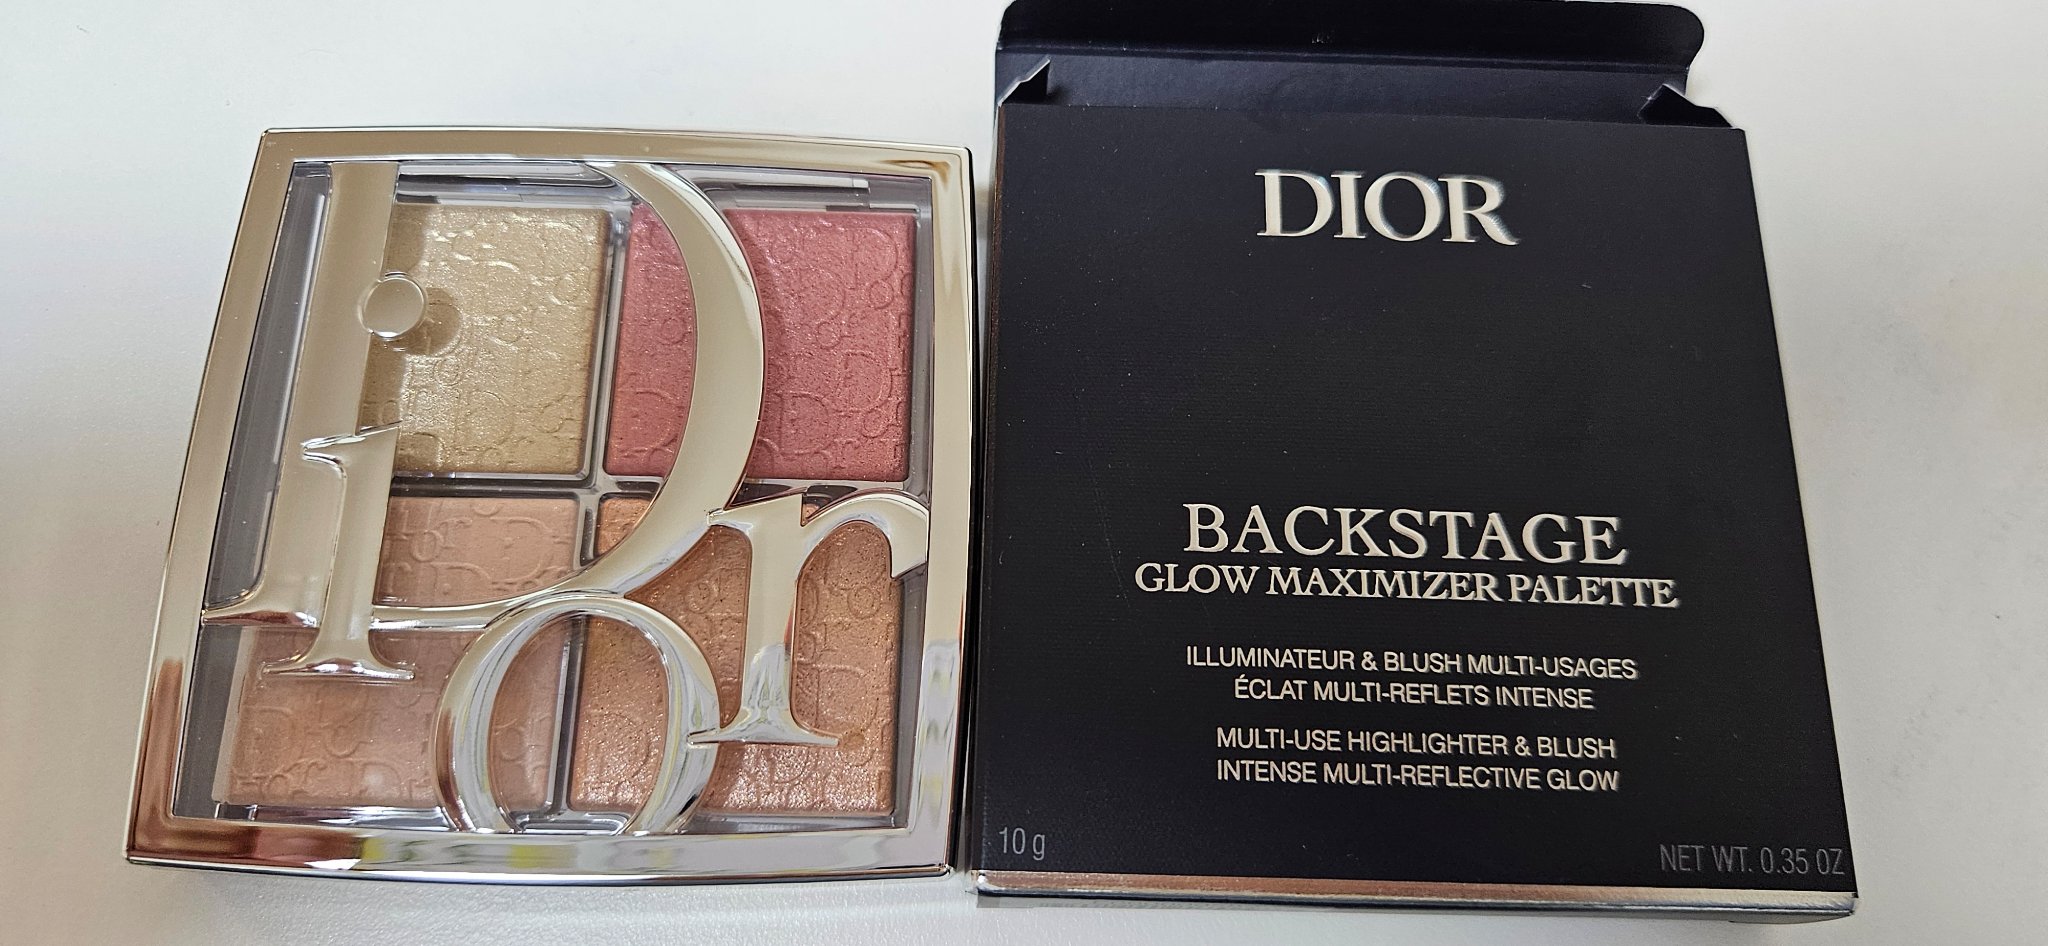 Dior
DIOR
BACKSTAGE
GLOW MAXIMIZER PALETTE
ILLUMINATEUR & BLUSH MULTI-USAGES
ÉCLAT MULTI-REFLETS INTENSE
MULTI-USE HIGHLIGHTER & BLUSH
INTENSE MULTI-REFLECTIVE GLOW
10 g
NET WT. 0.35 OZ